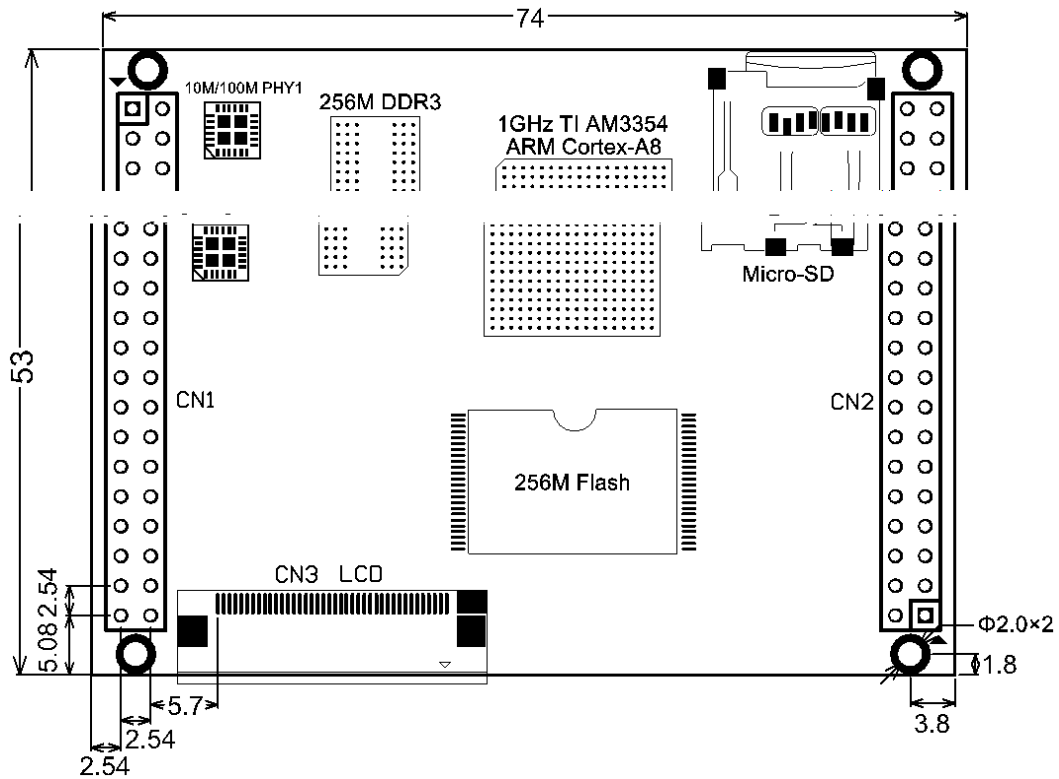 74
10M/100M PHY1
256M DDR3
1GHz TI AM3354
ARM Cortex-A8
Micro-SD
53
CN1
CN2
256M Flash
CN3 LCD
2.54
5.08
Φ2.0×2
1.8
5.7
3.8
2.54
2.54